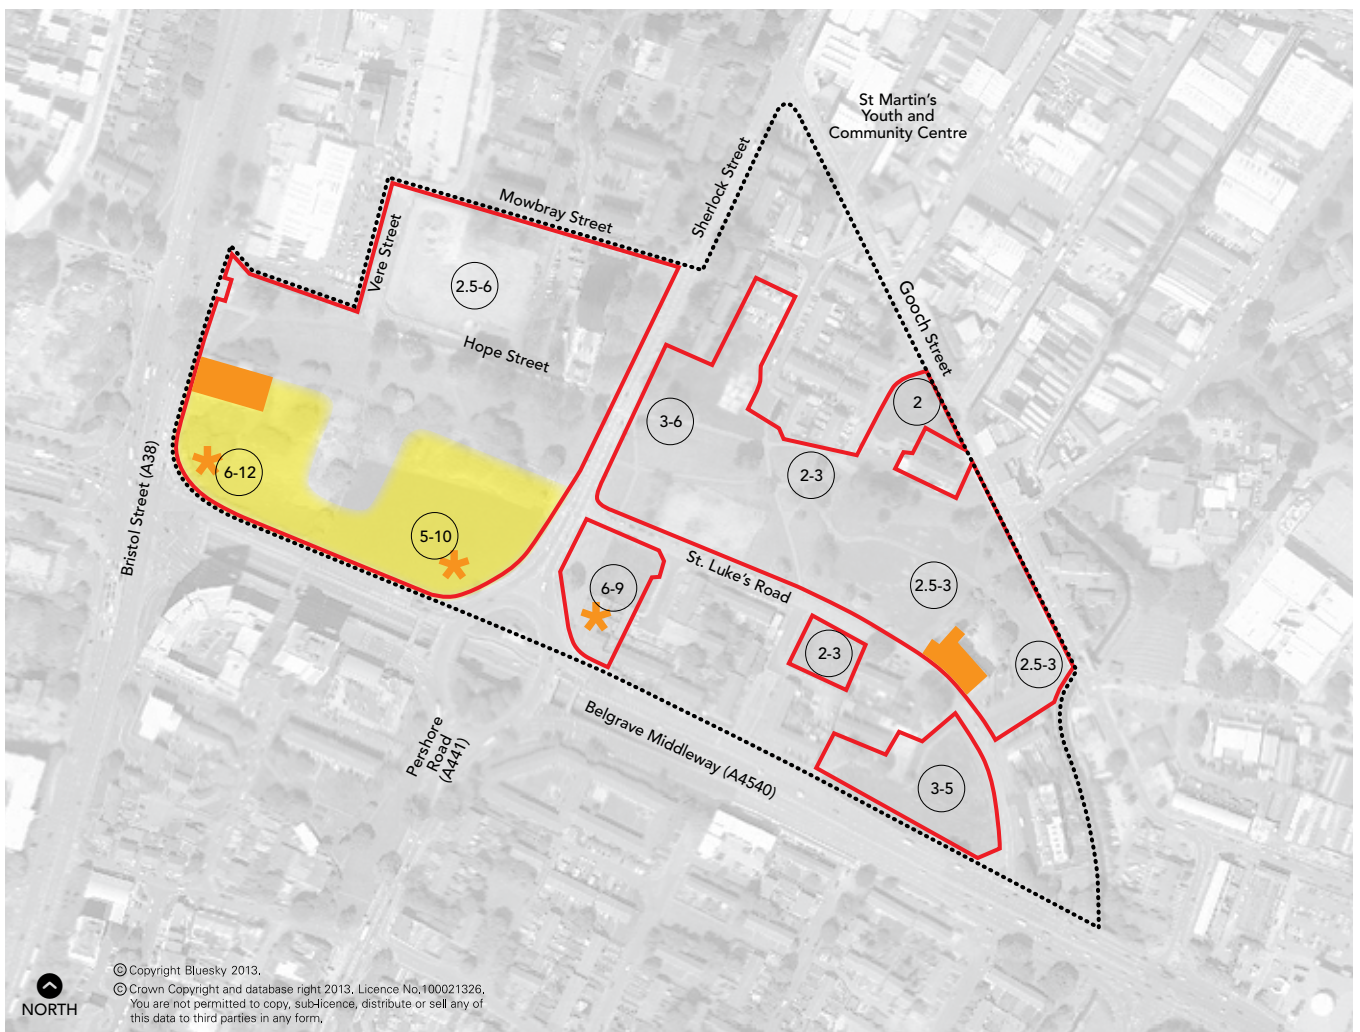 St Martin's
Youth and
Community Centre
Sherlock Street
Mowbray Street
Vere Street
2.5-6
Gooch Street
Hope Street
2
3-6
Bristol Street (A38)
6-12
2-3
5-10
St. Luke's Road
6-9
2.5-3
2-3
2.5-3
Belgrave Middleway (A4540)
Pershore
Road
(A441)
3-5
© Copyright Bluesky 2013.
© Crown Copyright and database right 2013. Licence No.100021326.
You are not permitted to copy, sub-licence, distribute or sell any of
this data to third parties in any form.
NORTH